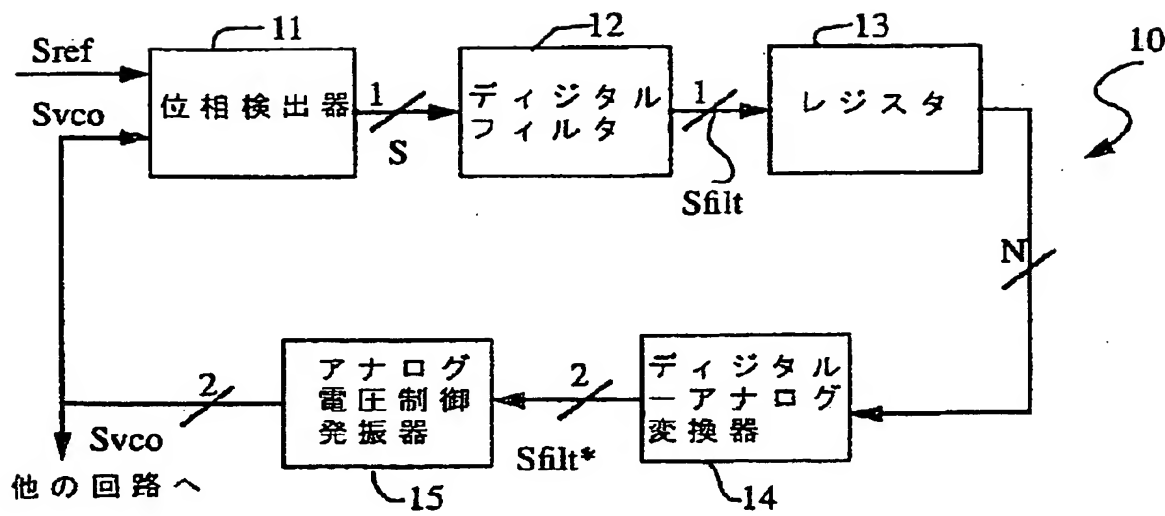 11
12
13
10
Sref
Svco
位相検出器
1
S
ディジタル
フィルタ
1
Sfilt
レジスタ
N
アナログ
電圧制御
発振器
2
Sfilt*
ディジタル
ーアナログ
変換器
2
Svco
他の回路へ
15
14